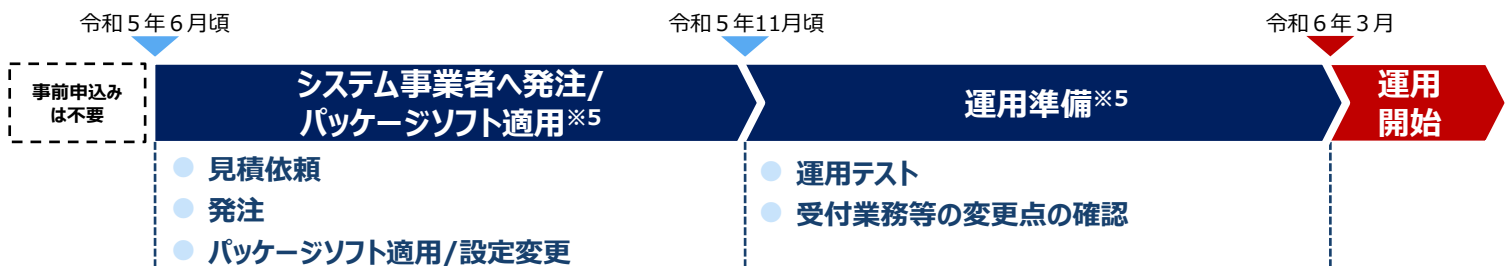 令和５年６月頃
令和５年11月頃
令和６年３月
事前申込み
は不要
システム事業者へ発注/
パッケージソフト適用※5
運用準備※5
運用
開始
見積依頼
発注
パッケージソフト適用/設定変更
運用テスト
受付業務等の変更点の確認